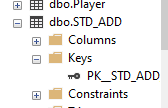 dbo.Player
dbo.STD_ADD
Columns
Keys
PK__STD_ADD
Constraints